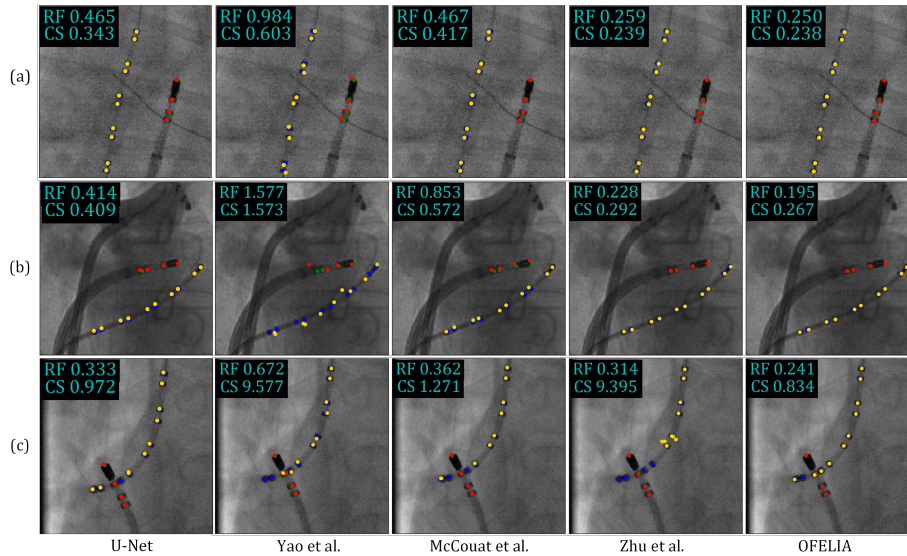 RF 0.465
CS 0.343
RF 0.984
CS 0.603
RF 0.467
CS 0.417
RF 0.259
CS 0.239
RF 0.250
CS 0.238
(a)
RF 0.414
CS 0.409
RF 1.577
CS 1.573
RF 0.853
CS 0.572
RF 0.228
CS 0.292
RF 0.195
CS 0.267
(b)
RF 0.333
CS 0.972
RF 0.672
CS 9.577
RF 0.362
CS 1.271
RF 0.314
CS 9.395
RF 0.241
CS 0.834
(c)
U-Net
Yao et al.
McCouat et al.
Zhu et al.
OFELIA